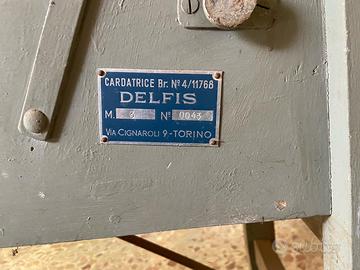 CARDATRICE Br. Nº 4/11766
DELFIS
M. 3 Nº 0043
VIA CIGNAROLI 9-TORINO